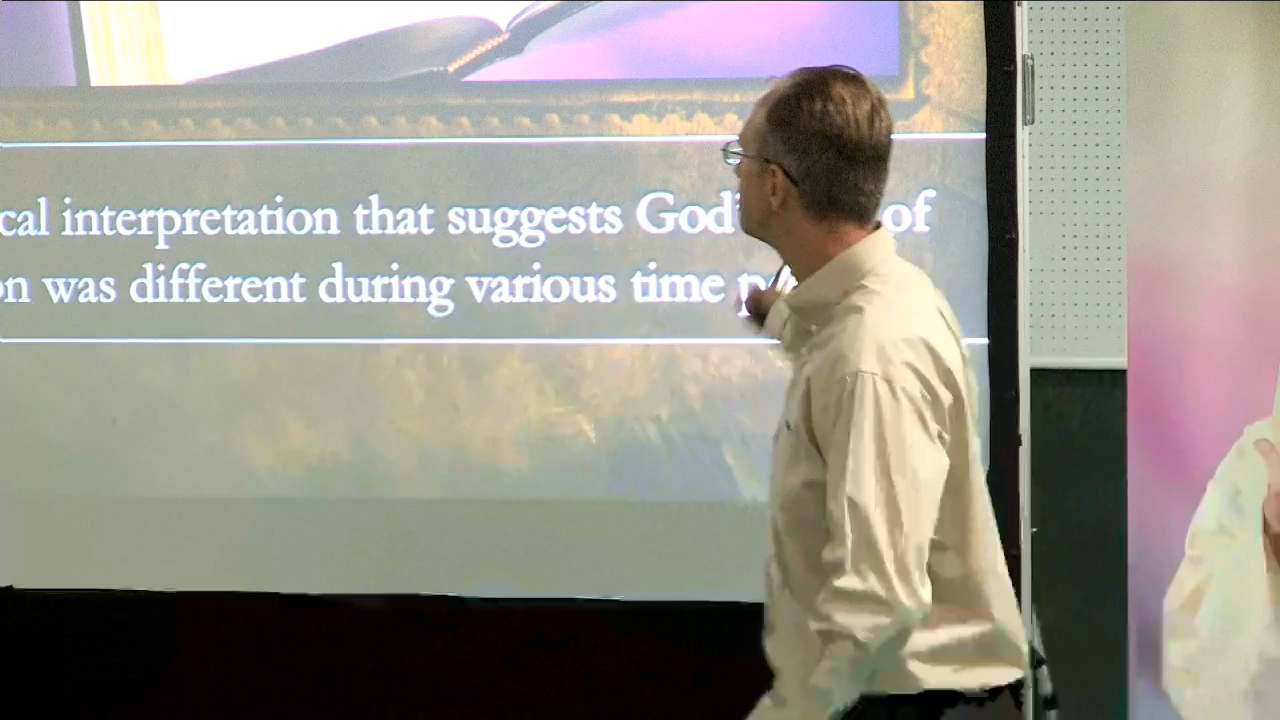 cal interpretation that suggests God' of
on was different during various time p